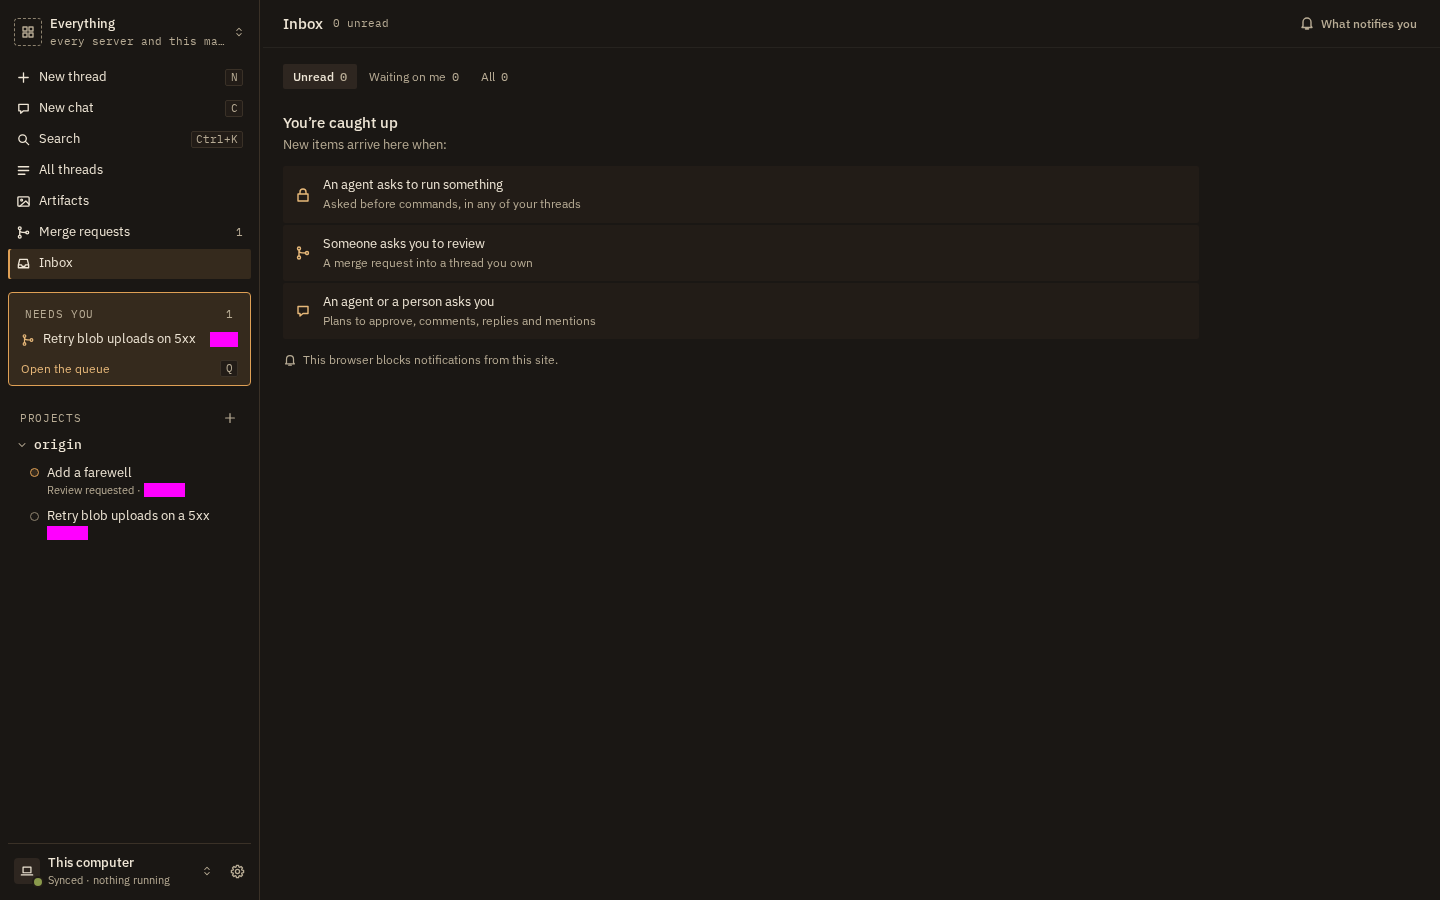 Everything
every server and this ma…
New thread N
New chat C
Search Ctrl+K
All threads
Artifacts
Merge requests 1
Inbox
NEEDS YOU 1
Retry blob uploads on 5xx
Open the queue Q
PROJECTS
origin
Add a farewell
Review requested ·
Retry blob uploads on a 5xx
This computer
Synced · nothing running
Inbox 0 unread
What notifies you
Unread 0 Waiting on me 0 All 0
You’re caught up
New items arrive here when:
An agent asks to run something
Asked before commands, in any of your threads
Someone asks you to review
A merge request into a thread you own
An agent or a person asks you
Plans to approve, comments, replies and mentions
This browser blocks notifications from this site.